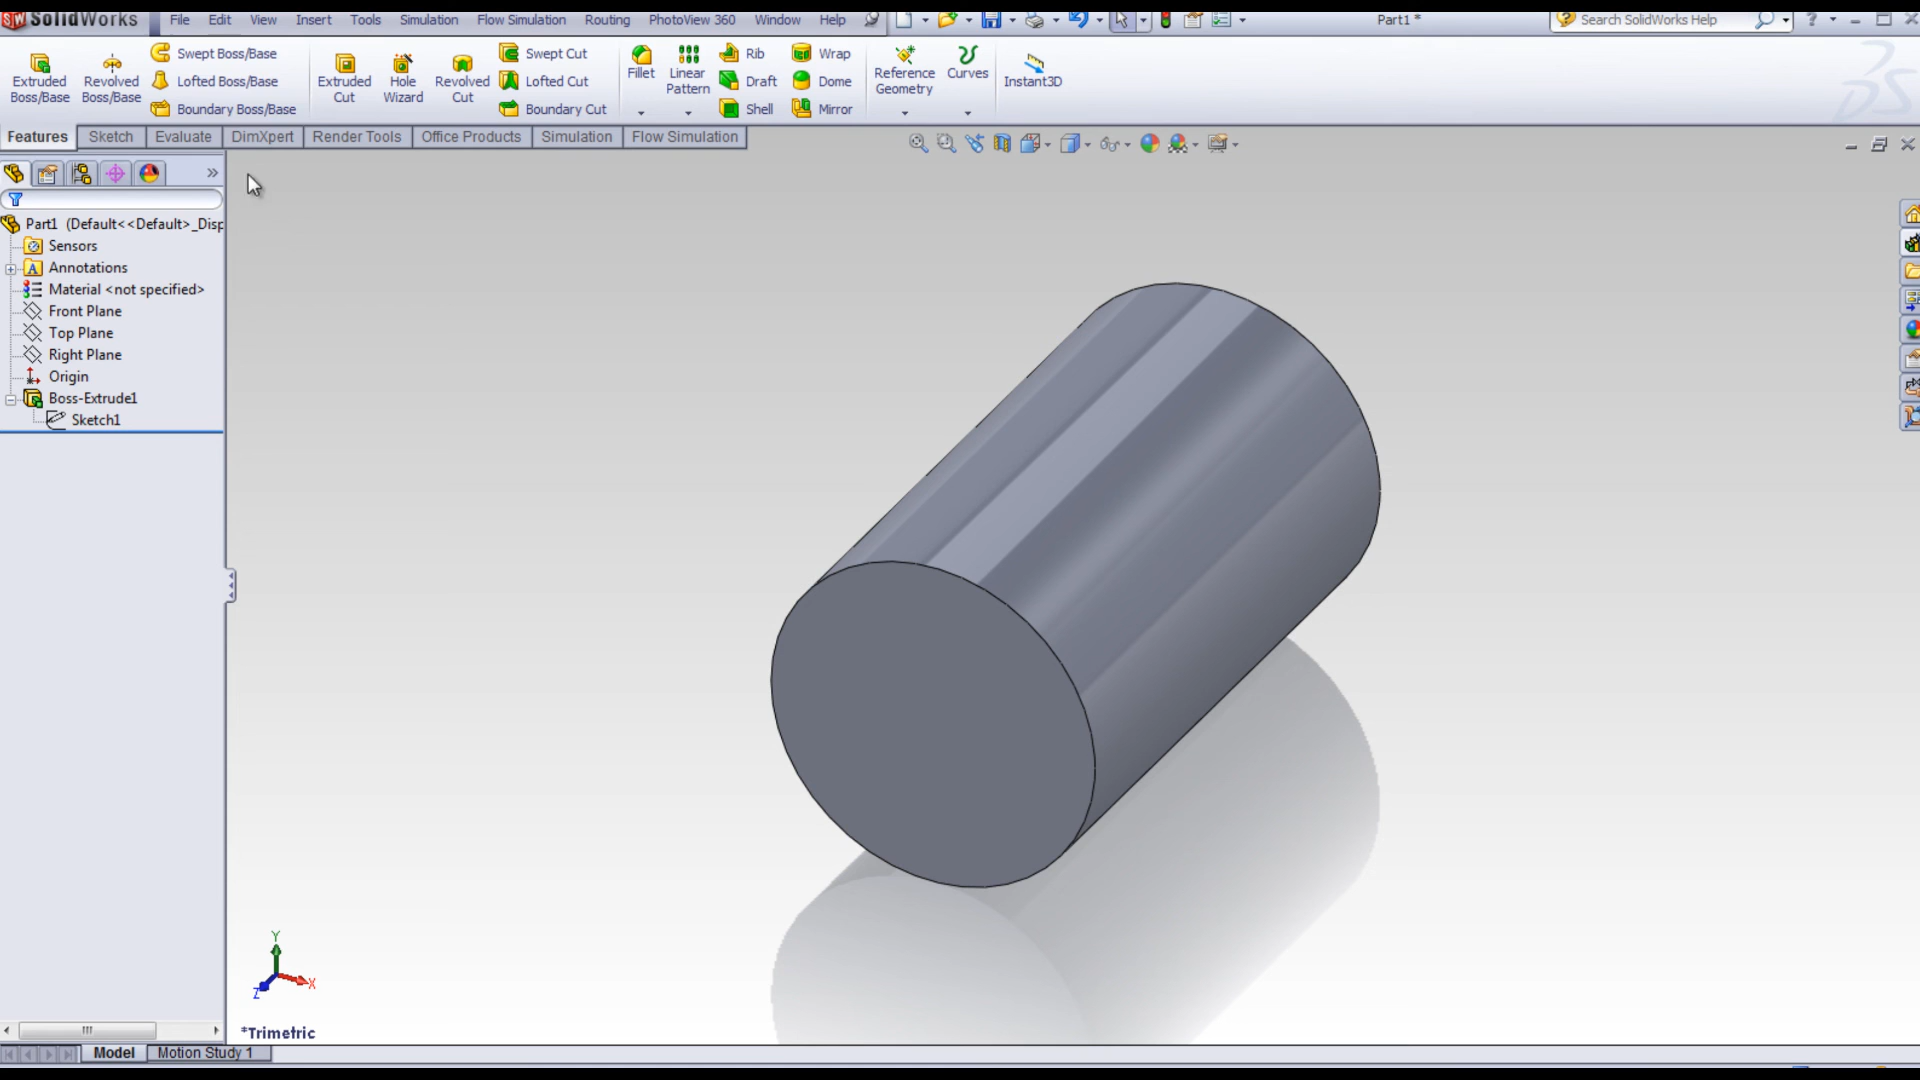 SolidWorks File Edit View Insert Tools Simulation Flow Simulation Routing PhotoView 360 Window Help Part1 * Search SolidWorks Help
Extruded Boss/Base
Revolved Boss/Base
Swept Boss/Base
Lofted Boss/Base
Boundary Boss/Base
Extruded Cut
Hole Wizard
Revolved Cut
Swept Cut
Lofted Cut
Boundary Cut
Fillet
Linear Pattern
Rib
Draft
Shell
Wrap
Dome
Mirror
Reference Geometry
Curves
Instant3D
Features Sketch Evaluate DimXpert Render Tools Office Products Simulation Flow Simulation
Part1 (Default<<Default>_Disp
Sensors
Annotations
Material <not specified>
Front Plane
Top Plane
Right Plane
Origin
Boss-Extrude1
Sketch1
Y
X
Z
*Trimetric
Model Motion Study 1